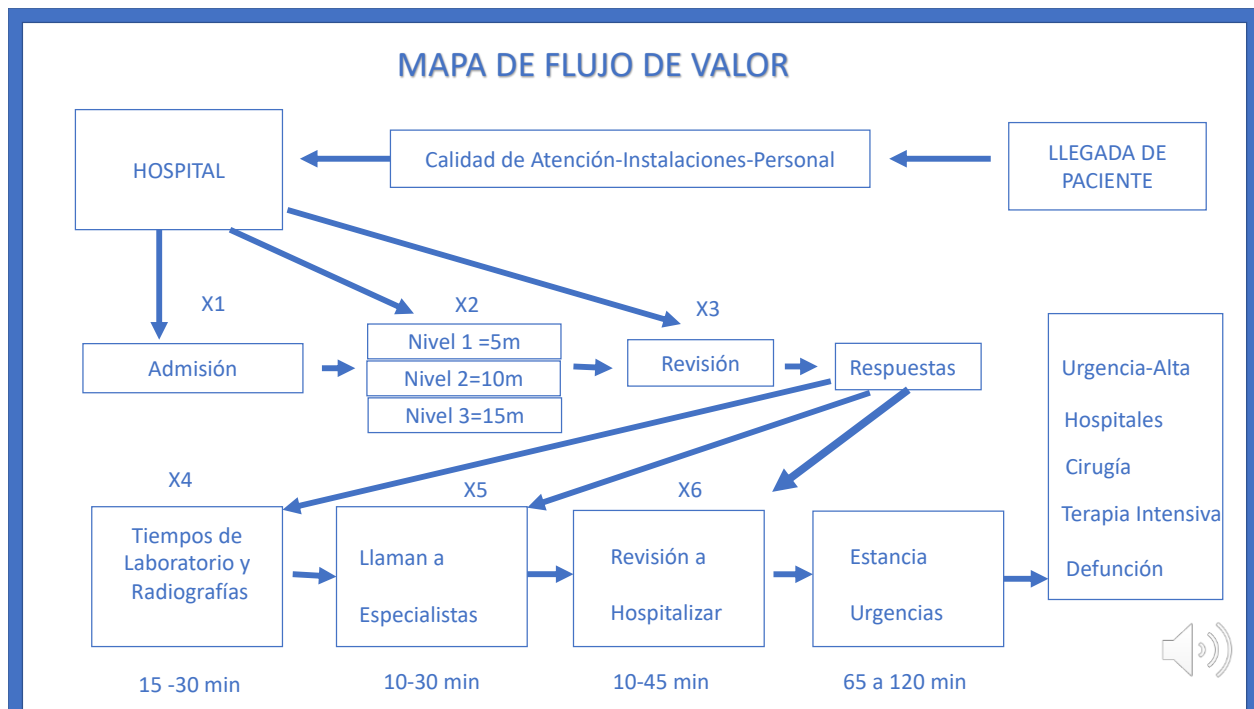 MAPA DE FLUJO DE VALOR
HOSPITAL
Calidad de Atención-Instalaciones-Personal
LLEGADA DE
PACIENTE
X1
X2
X3
Admisión
Nivel 1 =5m
Nivel 2=10m
Nivel 3=15m
Revisión
Respuestas
Urgencia-Alta
Hospitales
Cirugía
Terapia Intensiva
Defunción
X4
X5
X6
Tiempos de
Laboratorio y
Radiografías
Llaman a
Especialistas
Revisión a
Hospitalizar
Estancia
Urgencias
15 -30 min
10-30 min
10-45 min
65 a 120 min